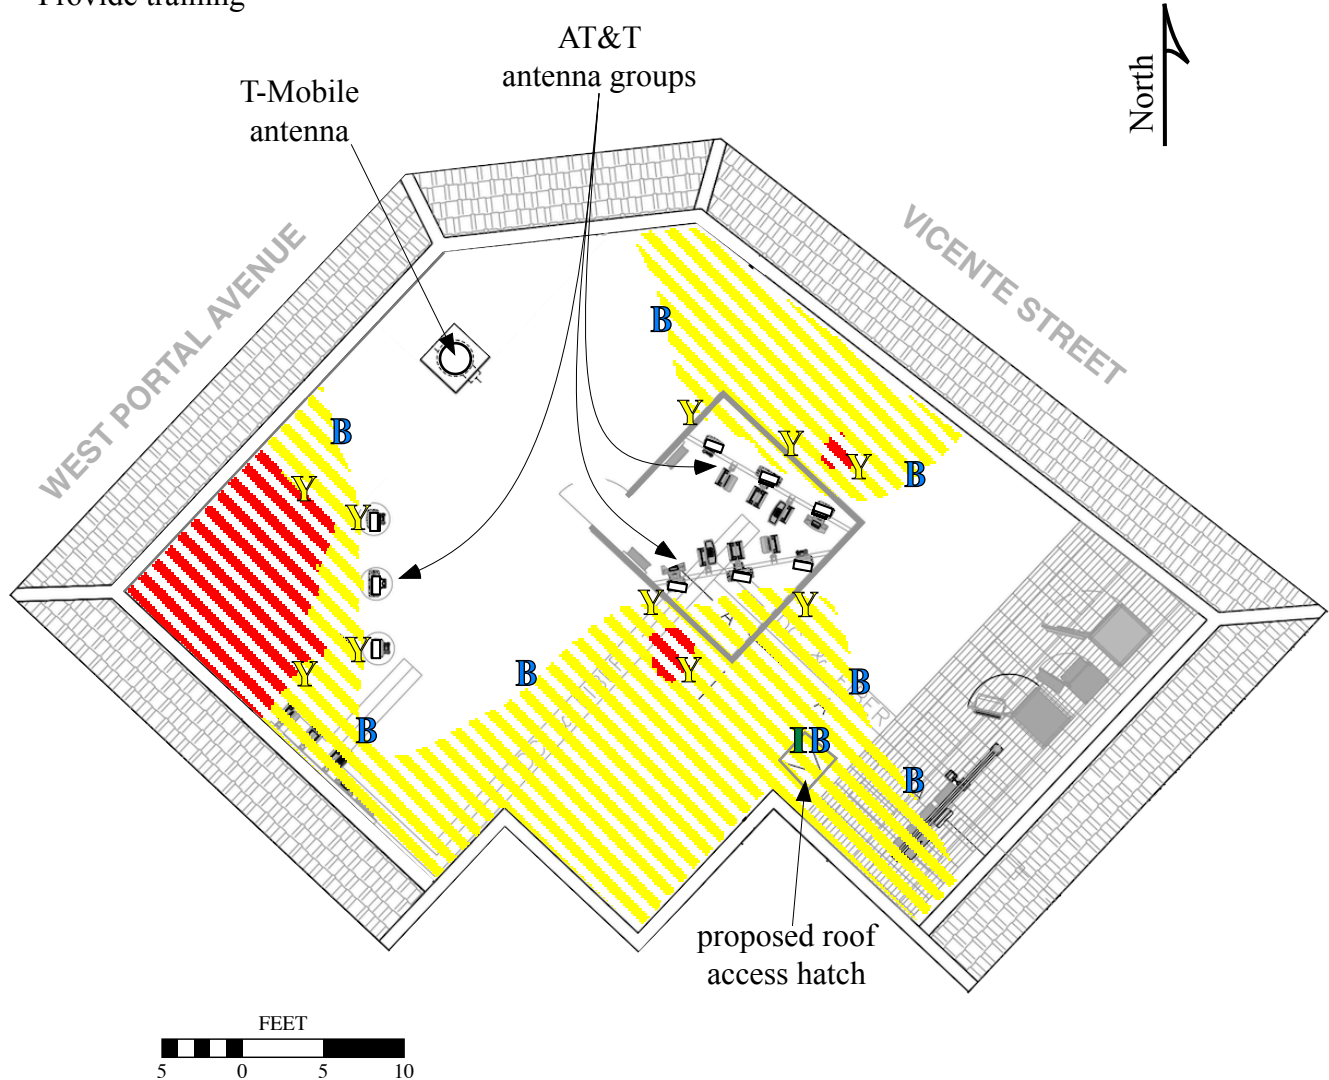 Provide training
AT&T
antenna groups
T-Mobile
antenna
North
WEST PORTAL AVENUE
VICENTE STREET
B
Y
B
Y
Y
B
Y
Y
Y
Y
Y
Y
Y
B
B
B
IB
B
proposed roof
access hatch
FEET
5 0 5 10